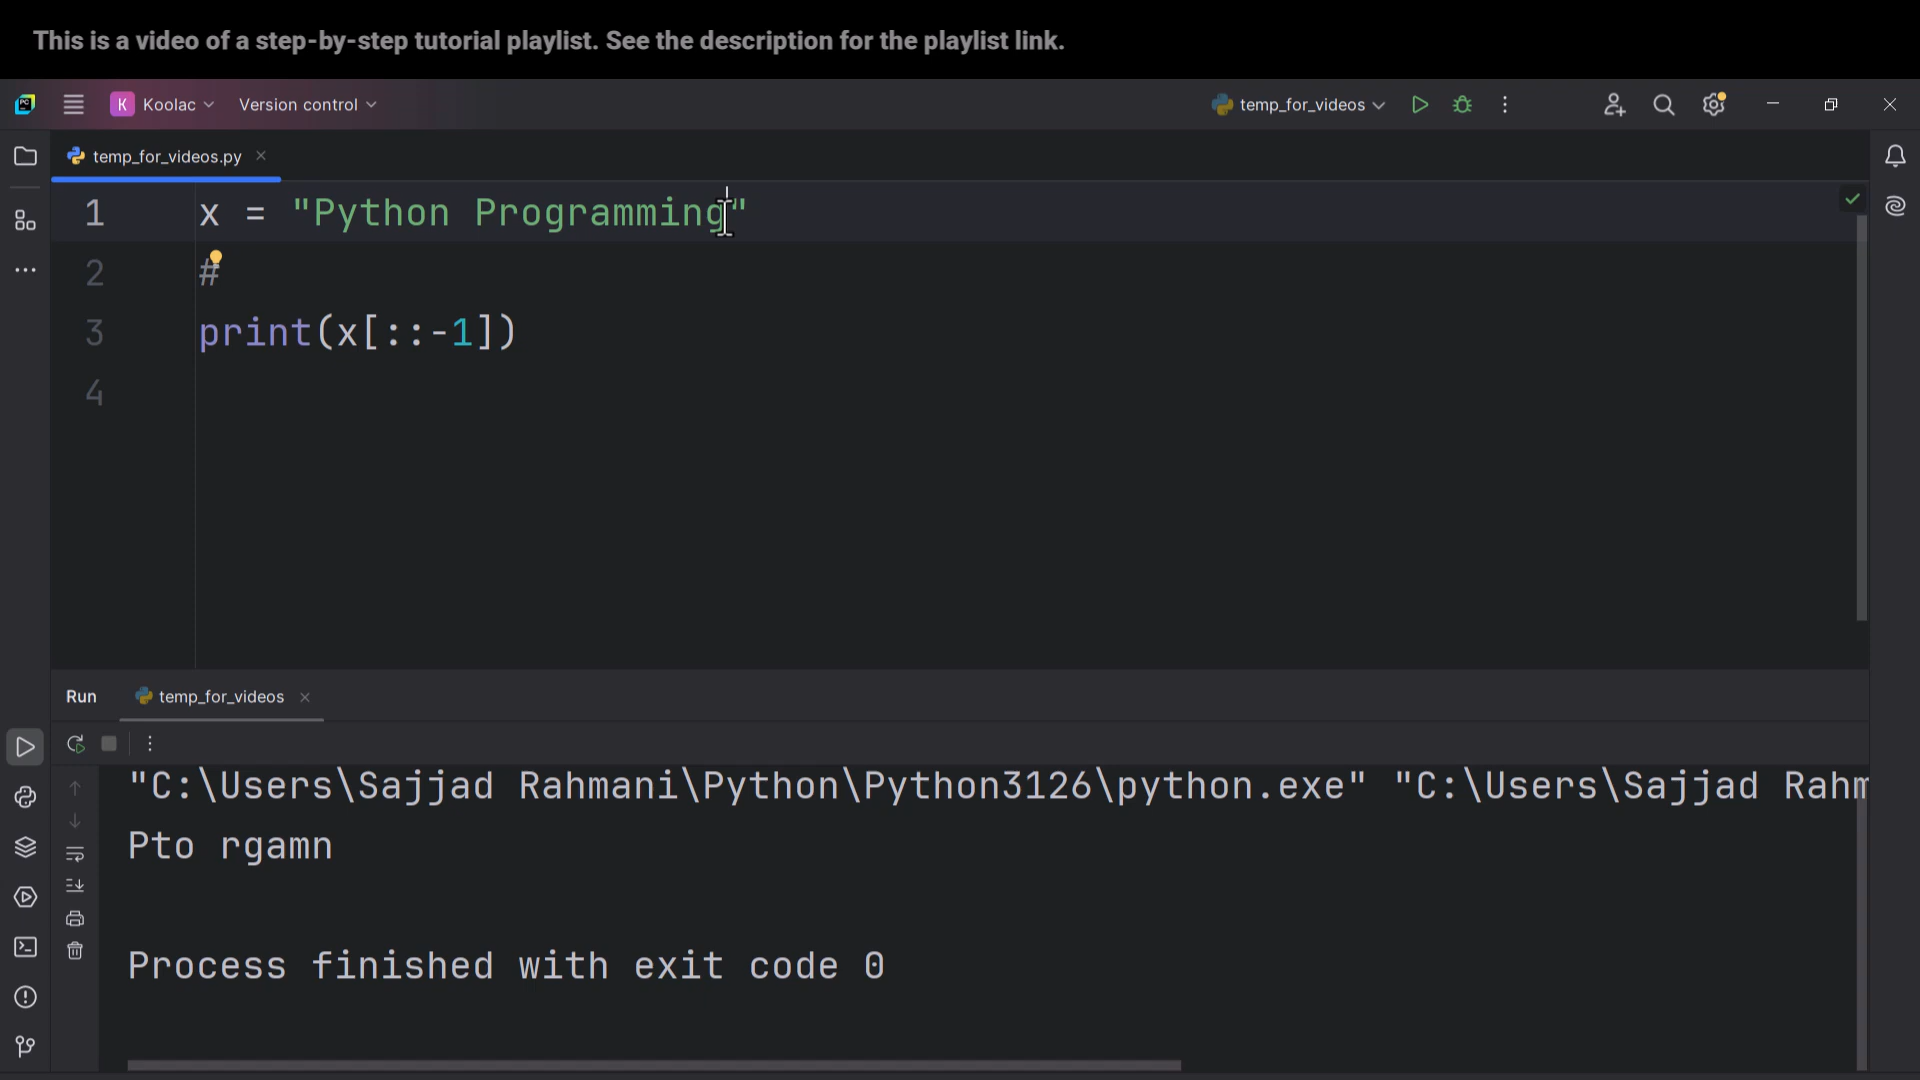 This is a video of a step-by-step tutorial playlist. See the description for the playlist link.
K Koolac Version control temp_for_videos
temp_for_videos.py
1 x = "Python Programming"
2 #
3 print(x[::-1])
4
Run temp_for_videos
"C:\Users\Sajjad Rahmani\Python\Python3126\python.exe" "C:\Users\Sajjad Rahm
Pto rgamn
Process finished with exit code 0